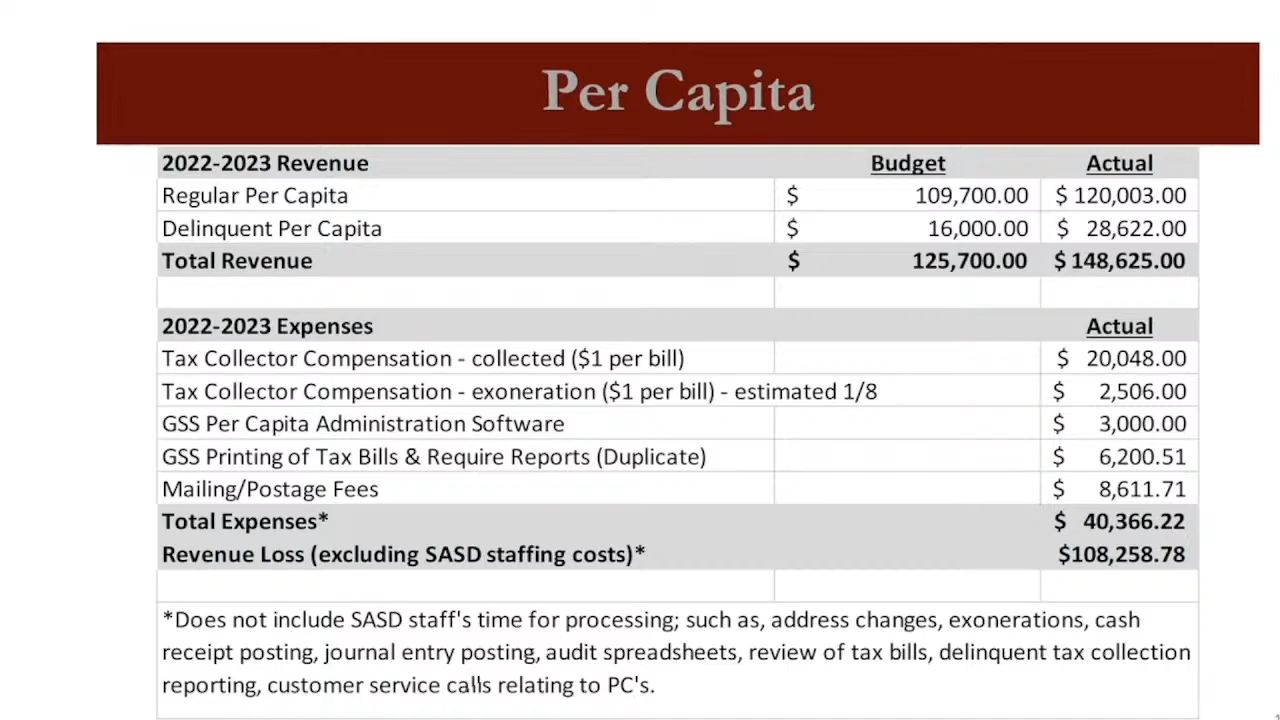 Per Capita
2022-2023 Revenue Budget Actual
Regular Per Capita $ 109,700.00 $ 120,003.00
Delinquent Per Capita $ 16,000.00 $ 28,622.00
Total Revenue $ 125,700.00 $ 148,625.00
2022-2023 Expenses Actual
Tax Collector Compensation - collected ($1 per bill) $ 20,048.00
Tax Collector Compensation - exoneration ($1 per bill) - estimated 1/8 $ 2,506.00
GSS Per Capita Administration Software $ 3,000.00
GSS Printing of Tax Bills & Require Reports (Duplicate) $ 6,200.51
Mailing/Postage Fees $ 8,611.71
Total Expenses* $ 40,366.22
Revenue Loss (excluding SASD staffing costs)* $108,258.78
*Does not include SASD staff's time for processing; such as, address changes, exonerations, cash
receipt posting, journal entry posting, audit spreadsheets, review of tax bills, delinquent tax collection
reporting, customer service calls relating to PC's.